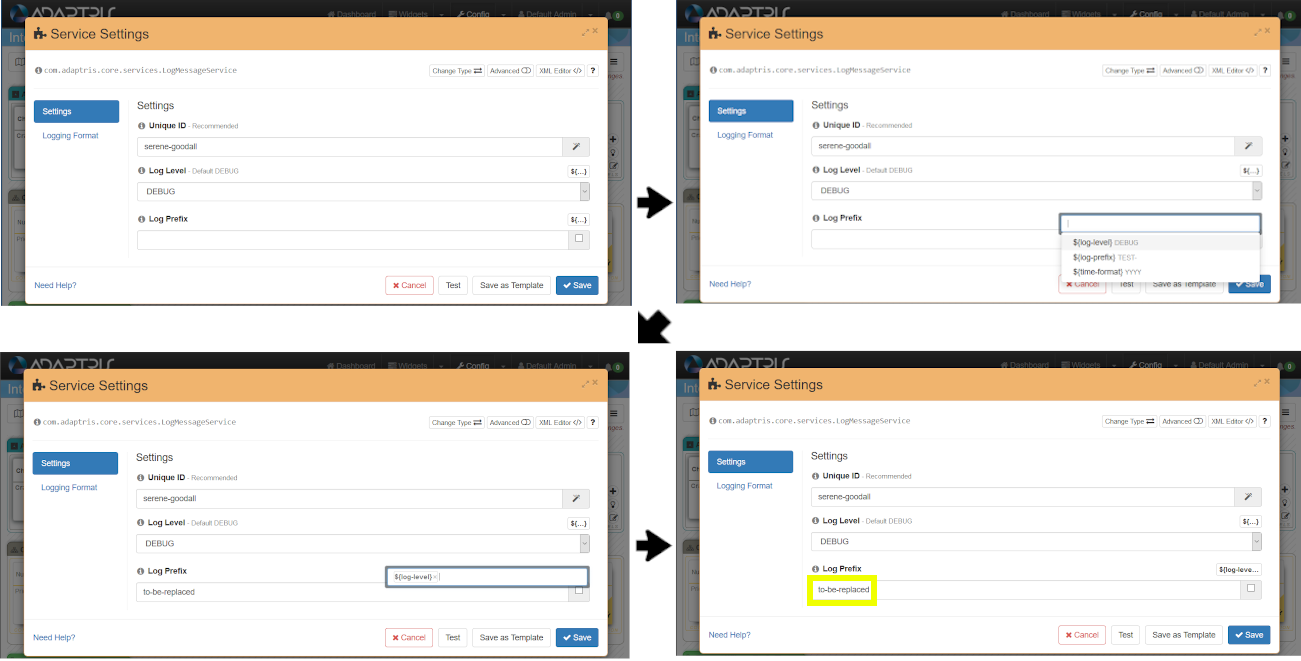 ADAPTRIS
Dashboard Widgets Config Default Admin 0
Service Settings
com.adaptris.core.services.LogMessageService
Change Type Advanced XML Editor </> ?
Settings
Logging Format
Settings
Unique ID - Recommended
serene-goodall
Log Level - Default DEBUG
${...}
DEBUG
Log Prefix
${...}
Need Help?
Cancel Test Save as Template Save
ADAPTRIS
Dashboard Widgets Config Default Admin 0
Service Settings
com.adaptris.core.services.LogMessageService
Change Type Advanced XML Editor </> ?
Settings
Logging Format
Settings
Unique ID - Recommended
serene-goodall
Log Level - Default DEBUG
${...}
DEBUG
Log Prefix
${log-level} DEBUG
${log-prefix} TEST-
${time-format} YYYY
Need Help?
Cancel Test Save as Template Save
ADAPTRIS
Dashboard Widgets Config Default Admin 0
Service Settings
com.adaptris.core.services.LogMessageService
Change Type Advanced XML Editor </> ?
Settings
Logging Format
Settings
Unique ID - Recommended
serene-goodall
Log Level - Default DEBUG
${...}
DEBUG
Log Prefix
${log-level} ×
to-be-replaced
Need Help?
Cancel Test Save as Template Save
ADAPTRIS
Dashboard Widgets Config Default Admin 0
Service Settings
com.adaptris.core.services.LogMessageService
Change Type Advanced XML Editor </> ?
Settings
Logging Format
Settings
Unique ID - Recommended
serene-goodall
Log Level - Default DEBUG
${...}
DEBUG
Log Prefix
${log-leve...
to-be-replaced
Need Help?
Cancel Test Save as Template Save